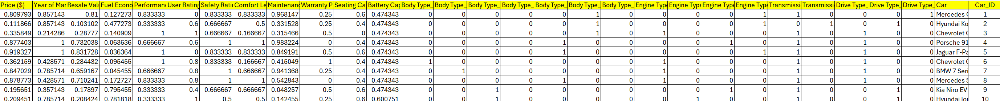 Price ($) Year of Mar Resale Valu Fuel Econo Performanc User Rating Safety Ratin Comfort Le Maintenanc Warranty P Seating Ca Battery Cap Body Type_ Body Type_ Body Type_ Body Type_ Body Type_ Body Type_ Body Type_ Engine Type Engine Type Engine Type Engine Type Transmissi Transmissi Drive Type_ Drive Type_ Drive Type_ Car Car_ID
0.809793 0.857143 0.81 0.127273 0.833333 0 0.833333 0.833333 0.968147 0.25 0.6 0.474343 0 0 0 0 0 1 0 0 0 0 1 1 0 0 0 1 Mercedes G 1
0.111866 0.857143 0.103102 0.477273 0.333333 0.6 0.666667 0.5 0.331528 0.25 0.4 0.474343 0 0 0 0 0 1 0 0 0 0 1 0 1 0 1 0 Hyundai Ko 2
0.335849 0.214286 0.28777 0.140909 1 1 0.666667 0.166667 0.315466 0.5 0 0.474343 0 0 0 0 0 1 0 1 0 0 0 1 0 1 0 0 Chevrolet C 3
0.877403 1 0.732038 0.063636 0.666667 0.6 1 1 0.983224 0 0.4 0.474343 0 0 0 0 1 0 0 0 0 1 0 1 0 1 0 0 Porsche 91 4
0.919327 1 0.831728 0.036364 1 0 0.833333 0.833333 0.849191 0.5 0.6 0.474343 0 0 0 0 1 0 0 0 0 0 1 1 0 1 0 0 Jaguar F-Pa 5
0.362159 0.428571 0.284432 0.095455 1 0.8 0.333333 0.166667 0.415049 1 0.4 0.474343 1 0 0 0 0 0 0 1 0 0 0 1 0 1 0 0 Chevrolet C 6
0.847029 0.785714 0.659167 0.045455 0.666667 0.8 1 0.666667 0.941368 0.25 0.4 0.474343 0 1 0 0 0 0 0 1 0 0 0 1 0 1 0 0 BMW 7 Seri 7
0.878773 0.428571 0.710241 0.172727 0.833333 0.8 1 1 0.542843 0 0.4 0.474343 0 0 0 0 1 0 0 1 0 0 0 1 0 1 0 0 Mercedes S 8
0.195651 0.357143 0.17897 0.795455 0.333333 0.4 0.666667 0.666667 0.048257 0.5 0.6 0.474343 0 0 1 0 0 0 0 0 0 1 0 1 0 0 1 0 Kia Niro EV 9
0.209451 0.785714 0.208424 0.781818 0.333333 1 0.5 0.5 0.142455 0.25 0.6 0.600751 0 0 1 0 0 0 0 0 1 0 0 1 0 0 1 0 Hyundai Ion 10